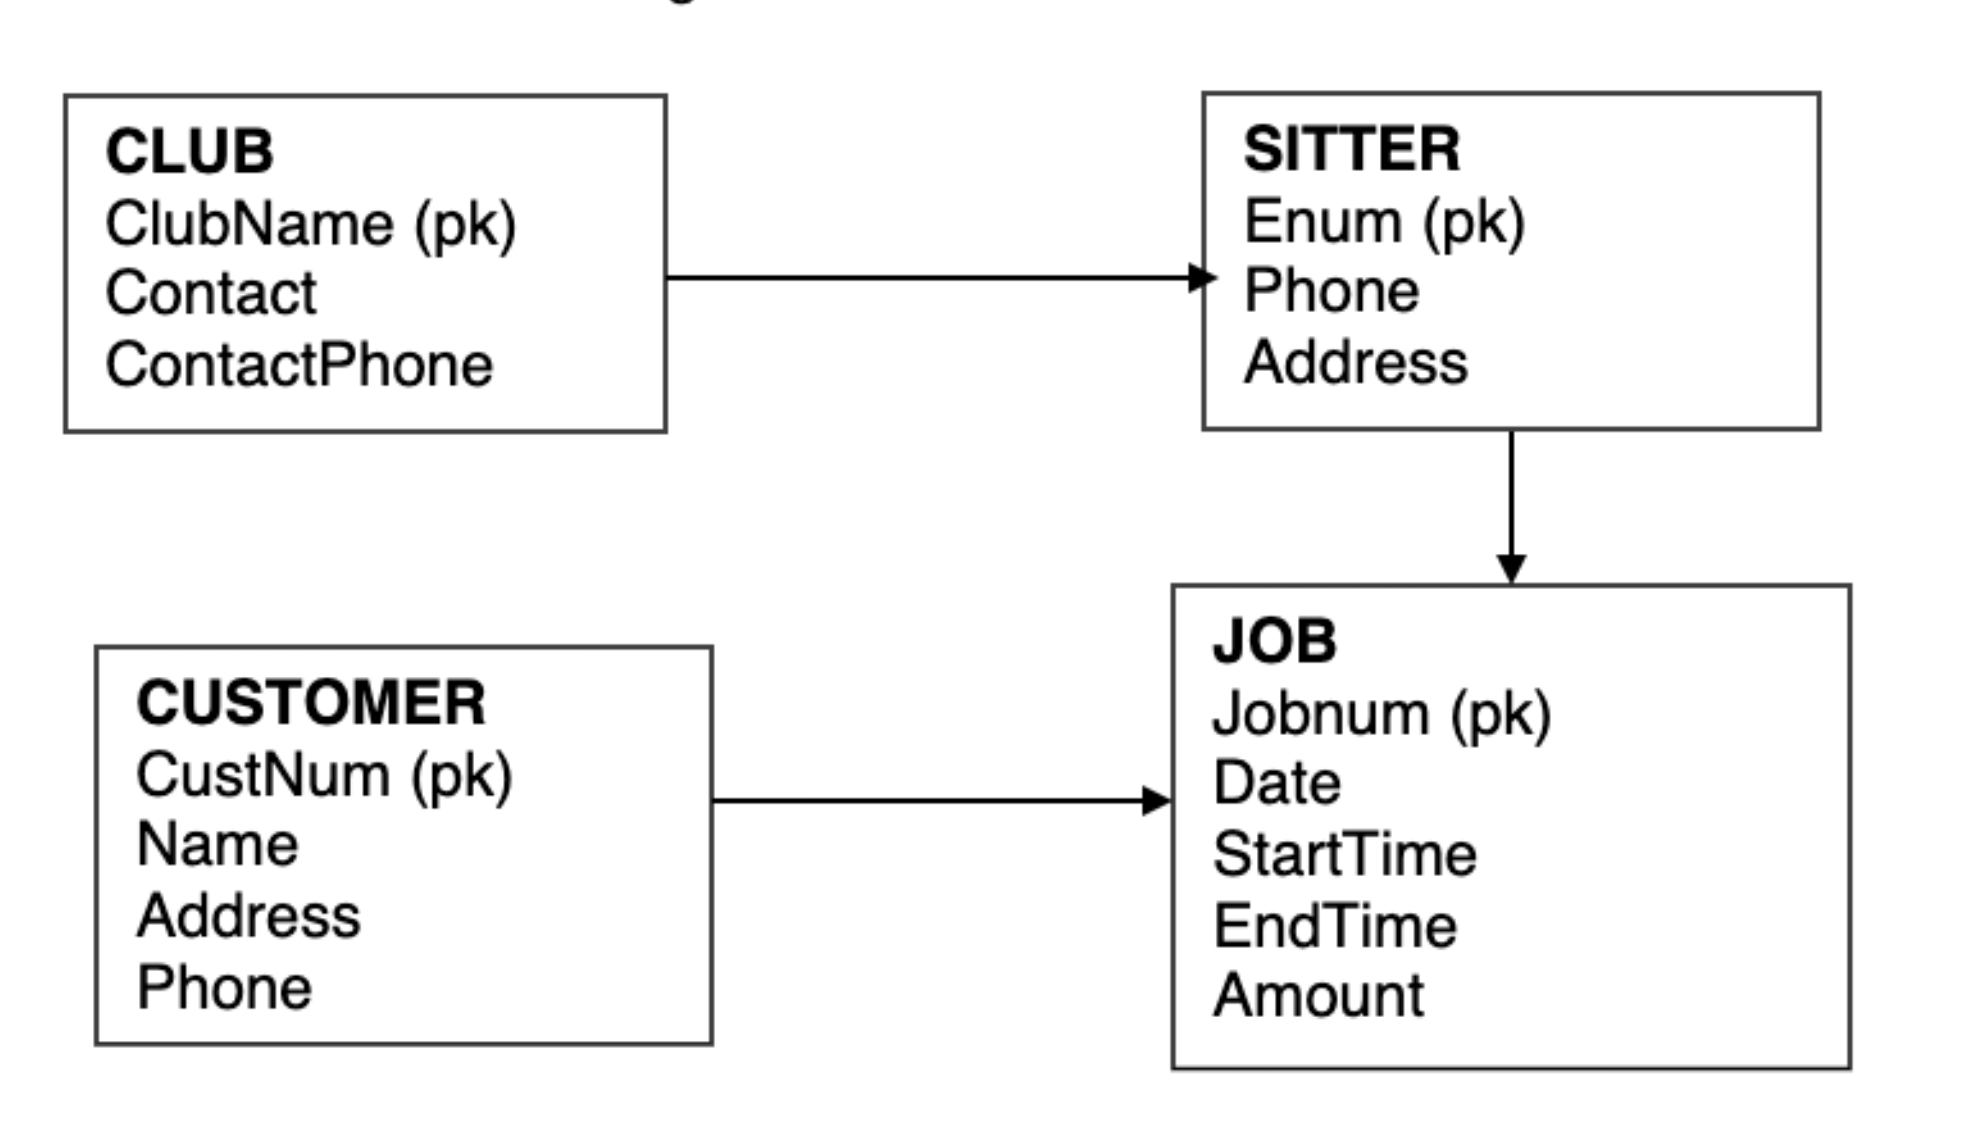 CLUB
ClubName (pk)
Contact
ContactPhone
SITTER
Enum (pk)
Phone
Address
CUSTOMER
CustNum (pk)
Name
Address
Phone
JOB
Jobnum (pk)
Date
StartTime
EndTime
Amount